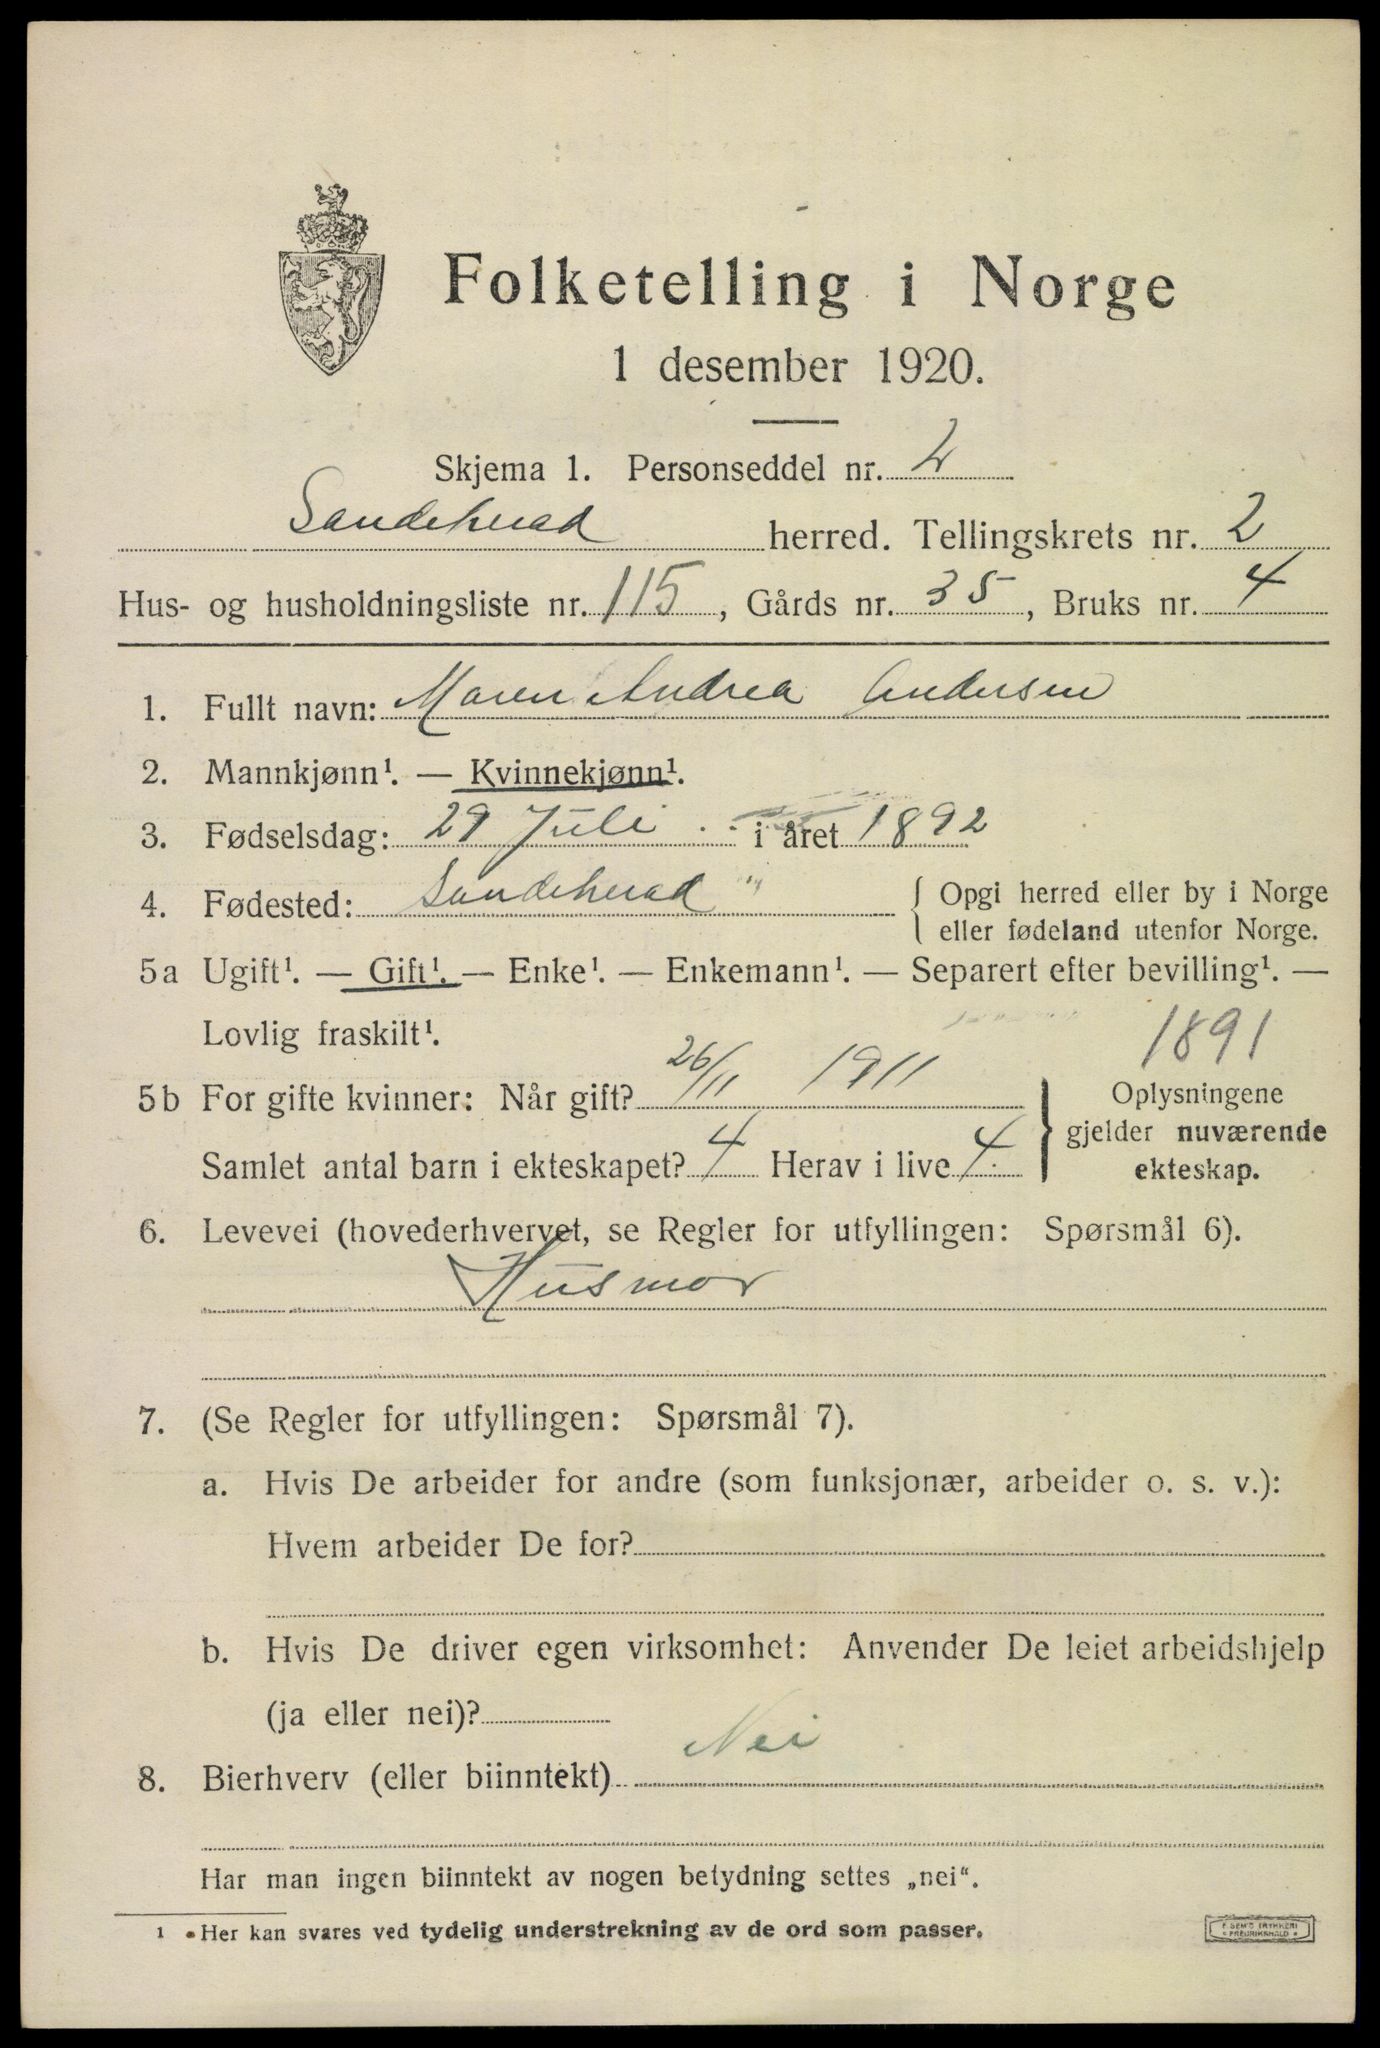 Folketelling i Norge
1 desember 1920.
Skjema 1. Personseddel nr. 2
Sandeherad herred. Tellingskrets nr. 2
Hus- og husholdningsliste nr. 115, Gårds nr. 35, Bruks nr. 4
1. Fullt navn: Maren Andrea Andersen
2. Mannkjønn¹. — Kvinnekjønn¹.
3. Fødselsdag: 29 Juli i året 1892
4. Fødested: Sandeherad { Opgi herred eller by i Norge
eller fødeland utenfor Norge.
5a Ugift¹. — Gift¹. — Enke¹. — Enkemann¹. — Separert efter bevilling¹. —
Lovlig fraskilt¹. 1891
5b For gifte kvinner: Når gift? 26/11 1911 } Oplysningene
gjelder nuværende
Samlet antal barn i ekteskapet? 4 Herav i live 4. ekteskap.
6. Levevei (hovederhvervet, se Regler for utfyllingen: Spørsmål 6).
Husmor
7. (Se Regler for utfyllingen: Spørsmål 7).
a. Hvis De arbeider for andre (som funksjonær, arbeider o. s. v.):
Hvem arbeider De for?
b. Hvis De driver egen virksomhet: Anvender De leiet arbeidshjelp
(ja eller nei)?
8. Bierhverv (eller biinntekt) Nei
Har man ingen biinntekt av nogen betydning settes „nei“.
1 Her kan svares ved tydelig understrekning av de ord som passer.
E. SEM'S TRYKKERI
FREDRIKSHALD